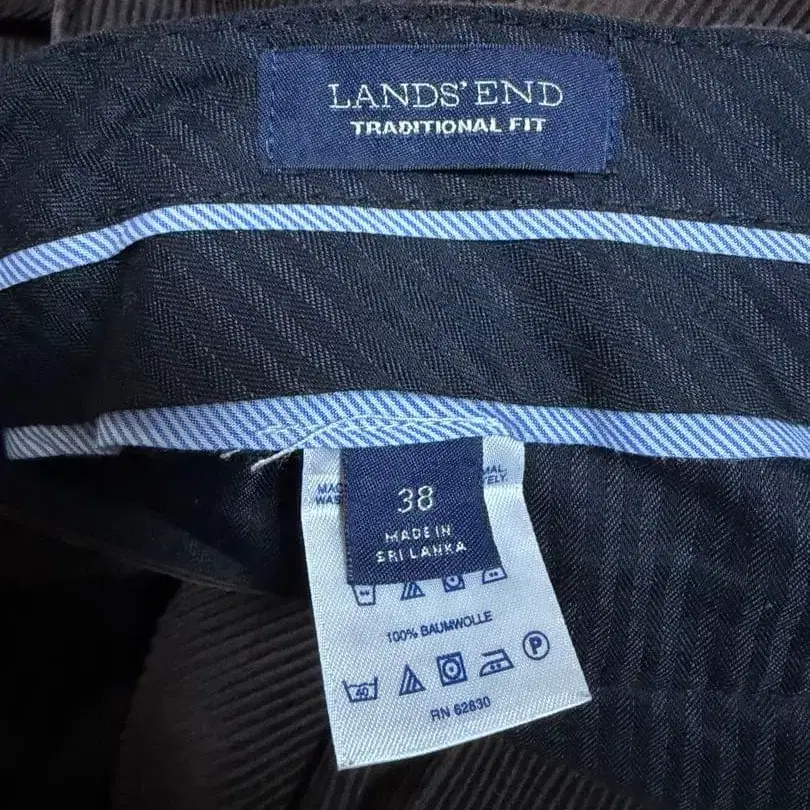 LANDS' END
TRADITIONAL FIT
38
MADE IN
SRI LANKA
100% BAUMWOLLE
40
P
RN 62830